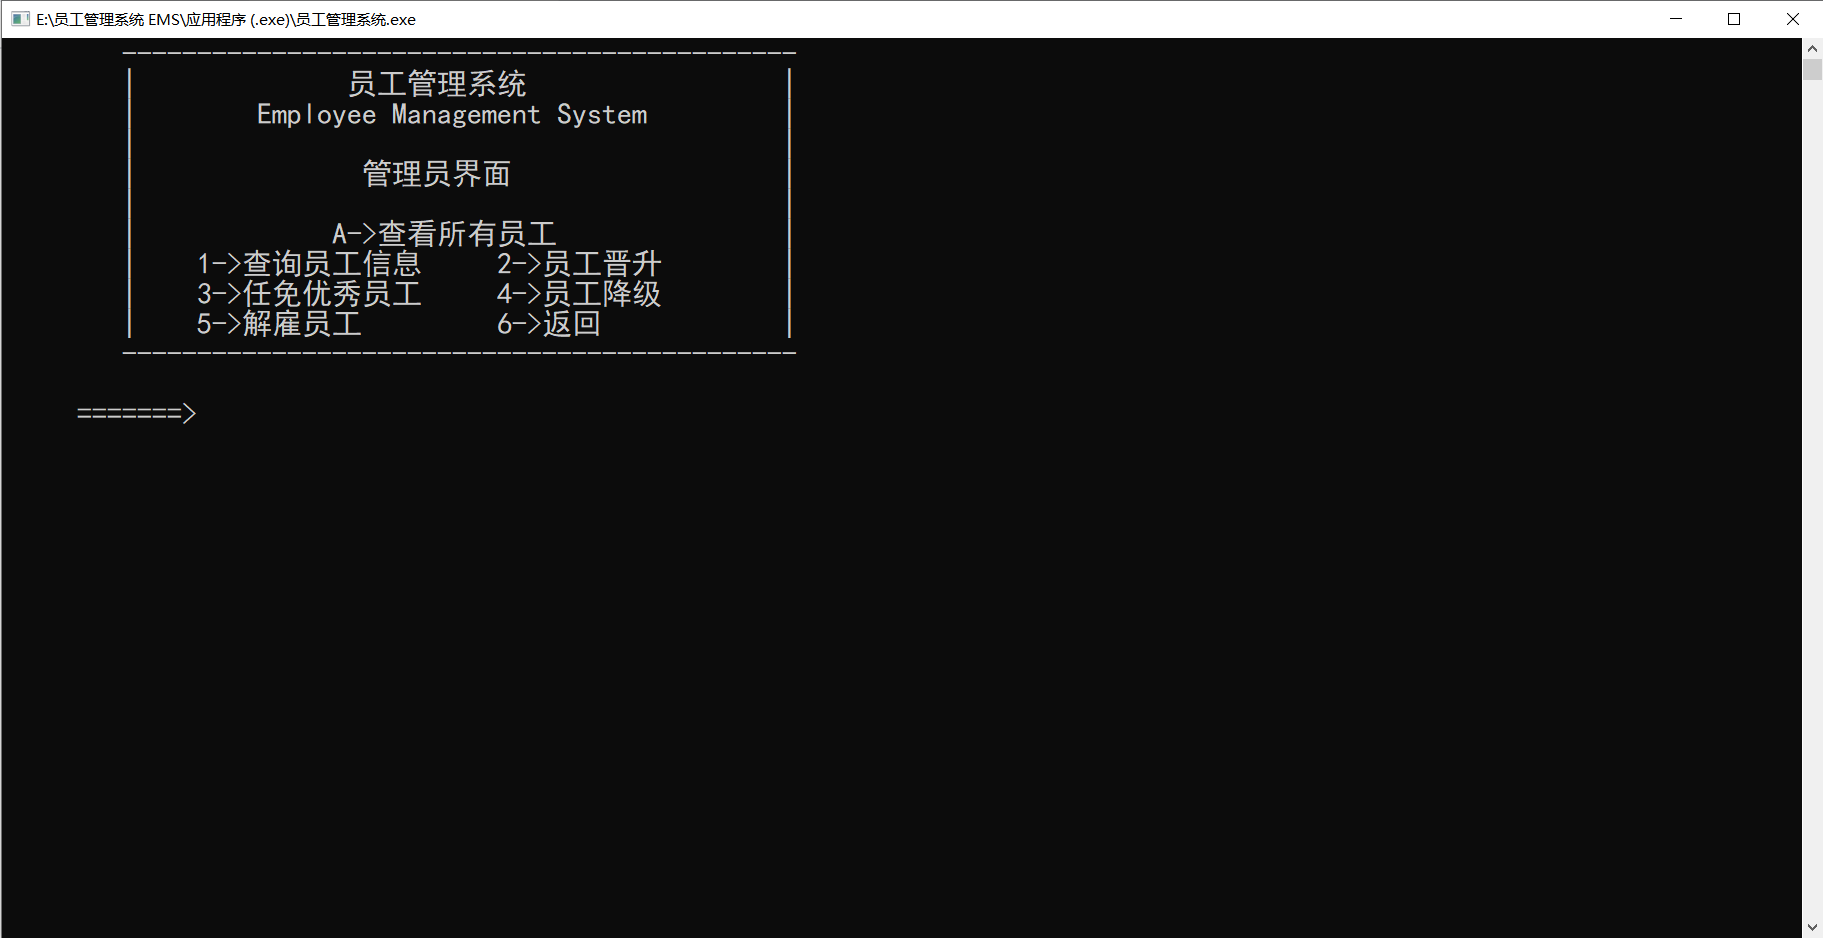 E:\员工管理系统 EMS\应用程序 (.exe)\员工管理系统.exe
员工管理系统
Employee Management System
管理员界面
A->查看所有员工
1->查询员工信息 2->员工晋升
3->任免优秀员工 4->员工降级
5->解雇员工 6->返回
=======>